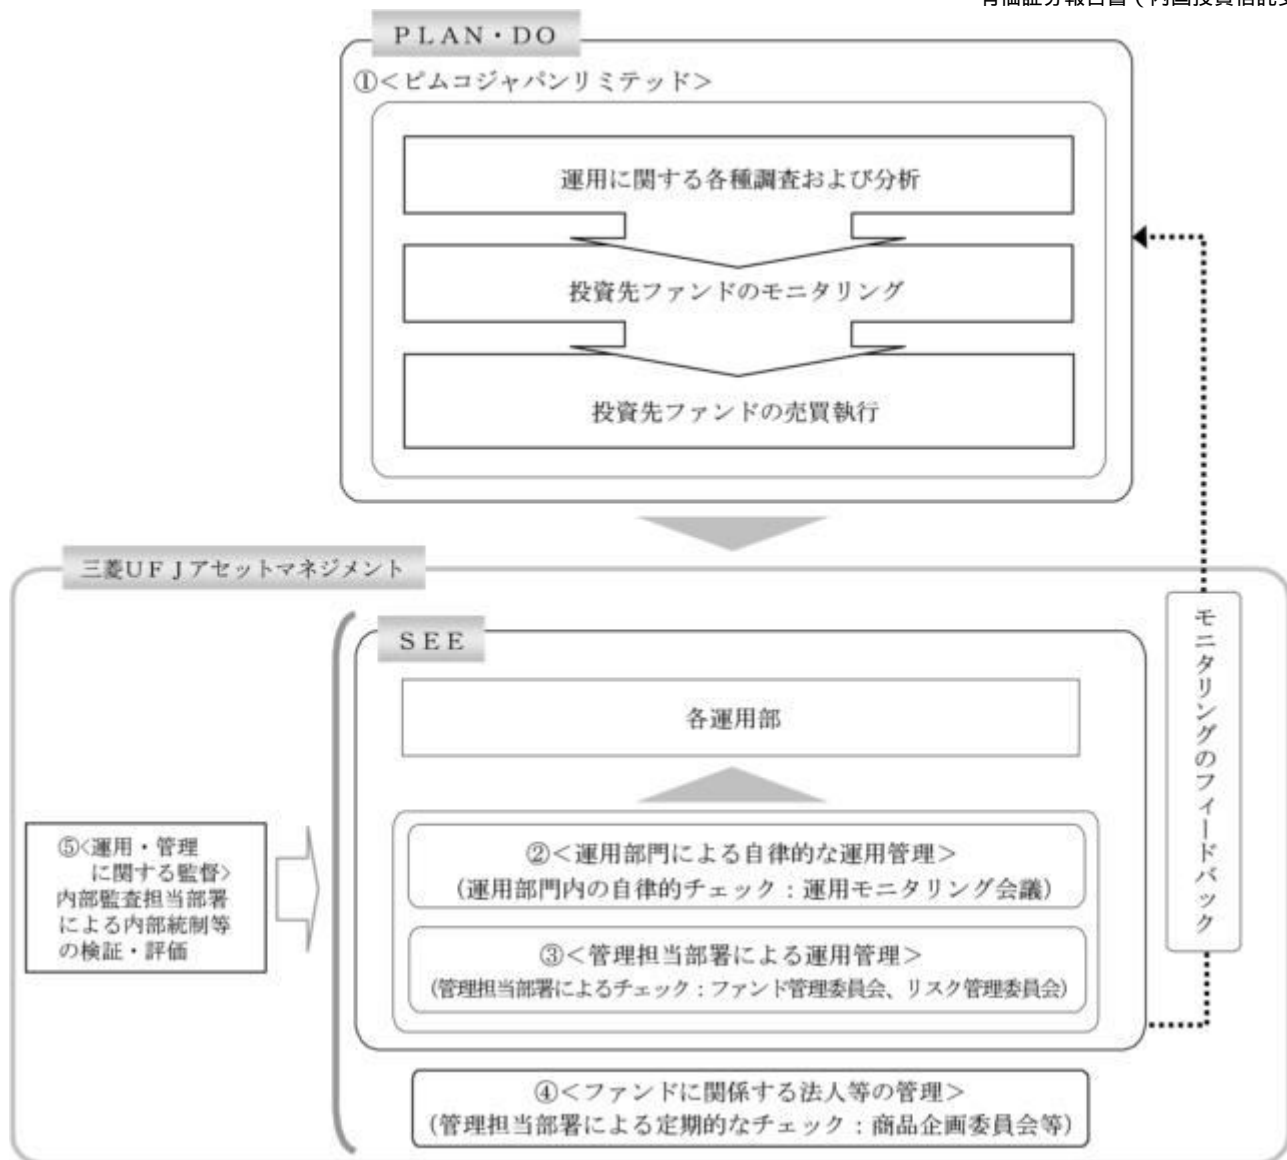 ＰＬＡＮ・ＤＯ
①＜ピムコジャパンリミテッド＞
運用に関する各種調査および分析
投資先ファンドのモニタリング
投資先ファンドの売買執行
三菱ＵＦＪアセットマネジメント
ＳＥＥ
各運用部
②＜運用部門による自律的な運用管理＞
（運用部門内の自律的チェック：運用モニタリング会議）
③＜管理担当部署による運用管理＞
（管理担当部署によるチェック：ファンド管理委員会、リスク管理委員会）
④＜ファンドに関係する法人等の管理＞
（管理担当部署による定期的なチェック：商品企画委員会等）
⑤＜運用・管理
に関する監督＞
内部監査担当部署
による内部統制等
の検証・評価
モニタリングのフィードバック